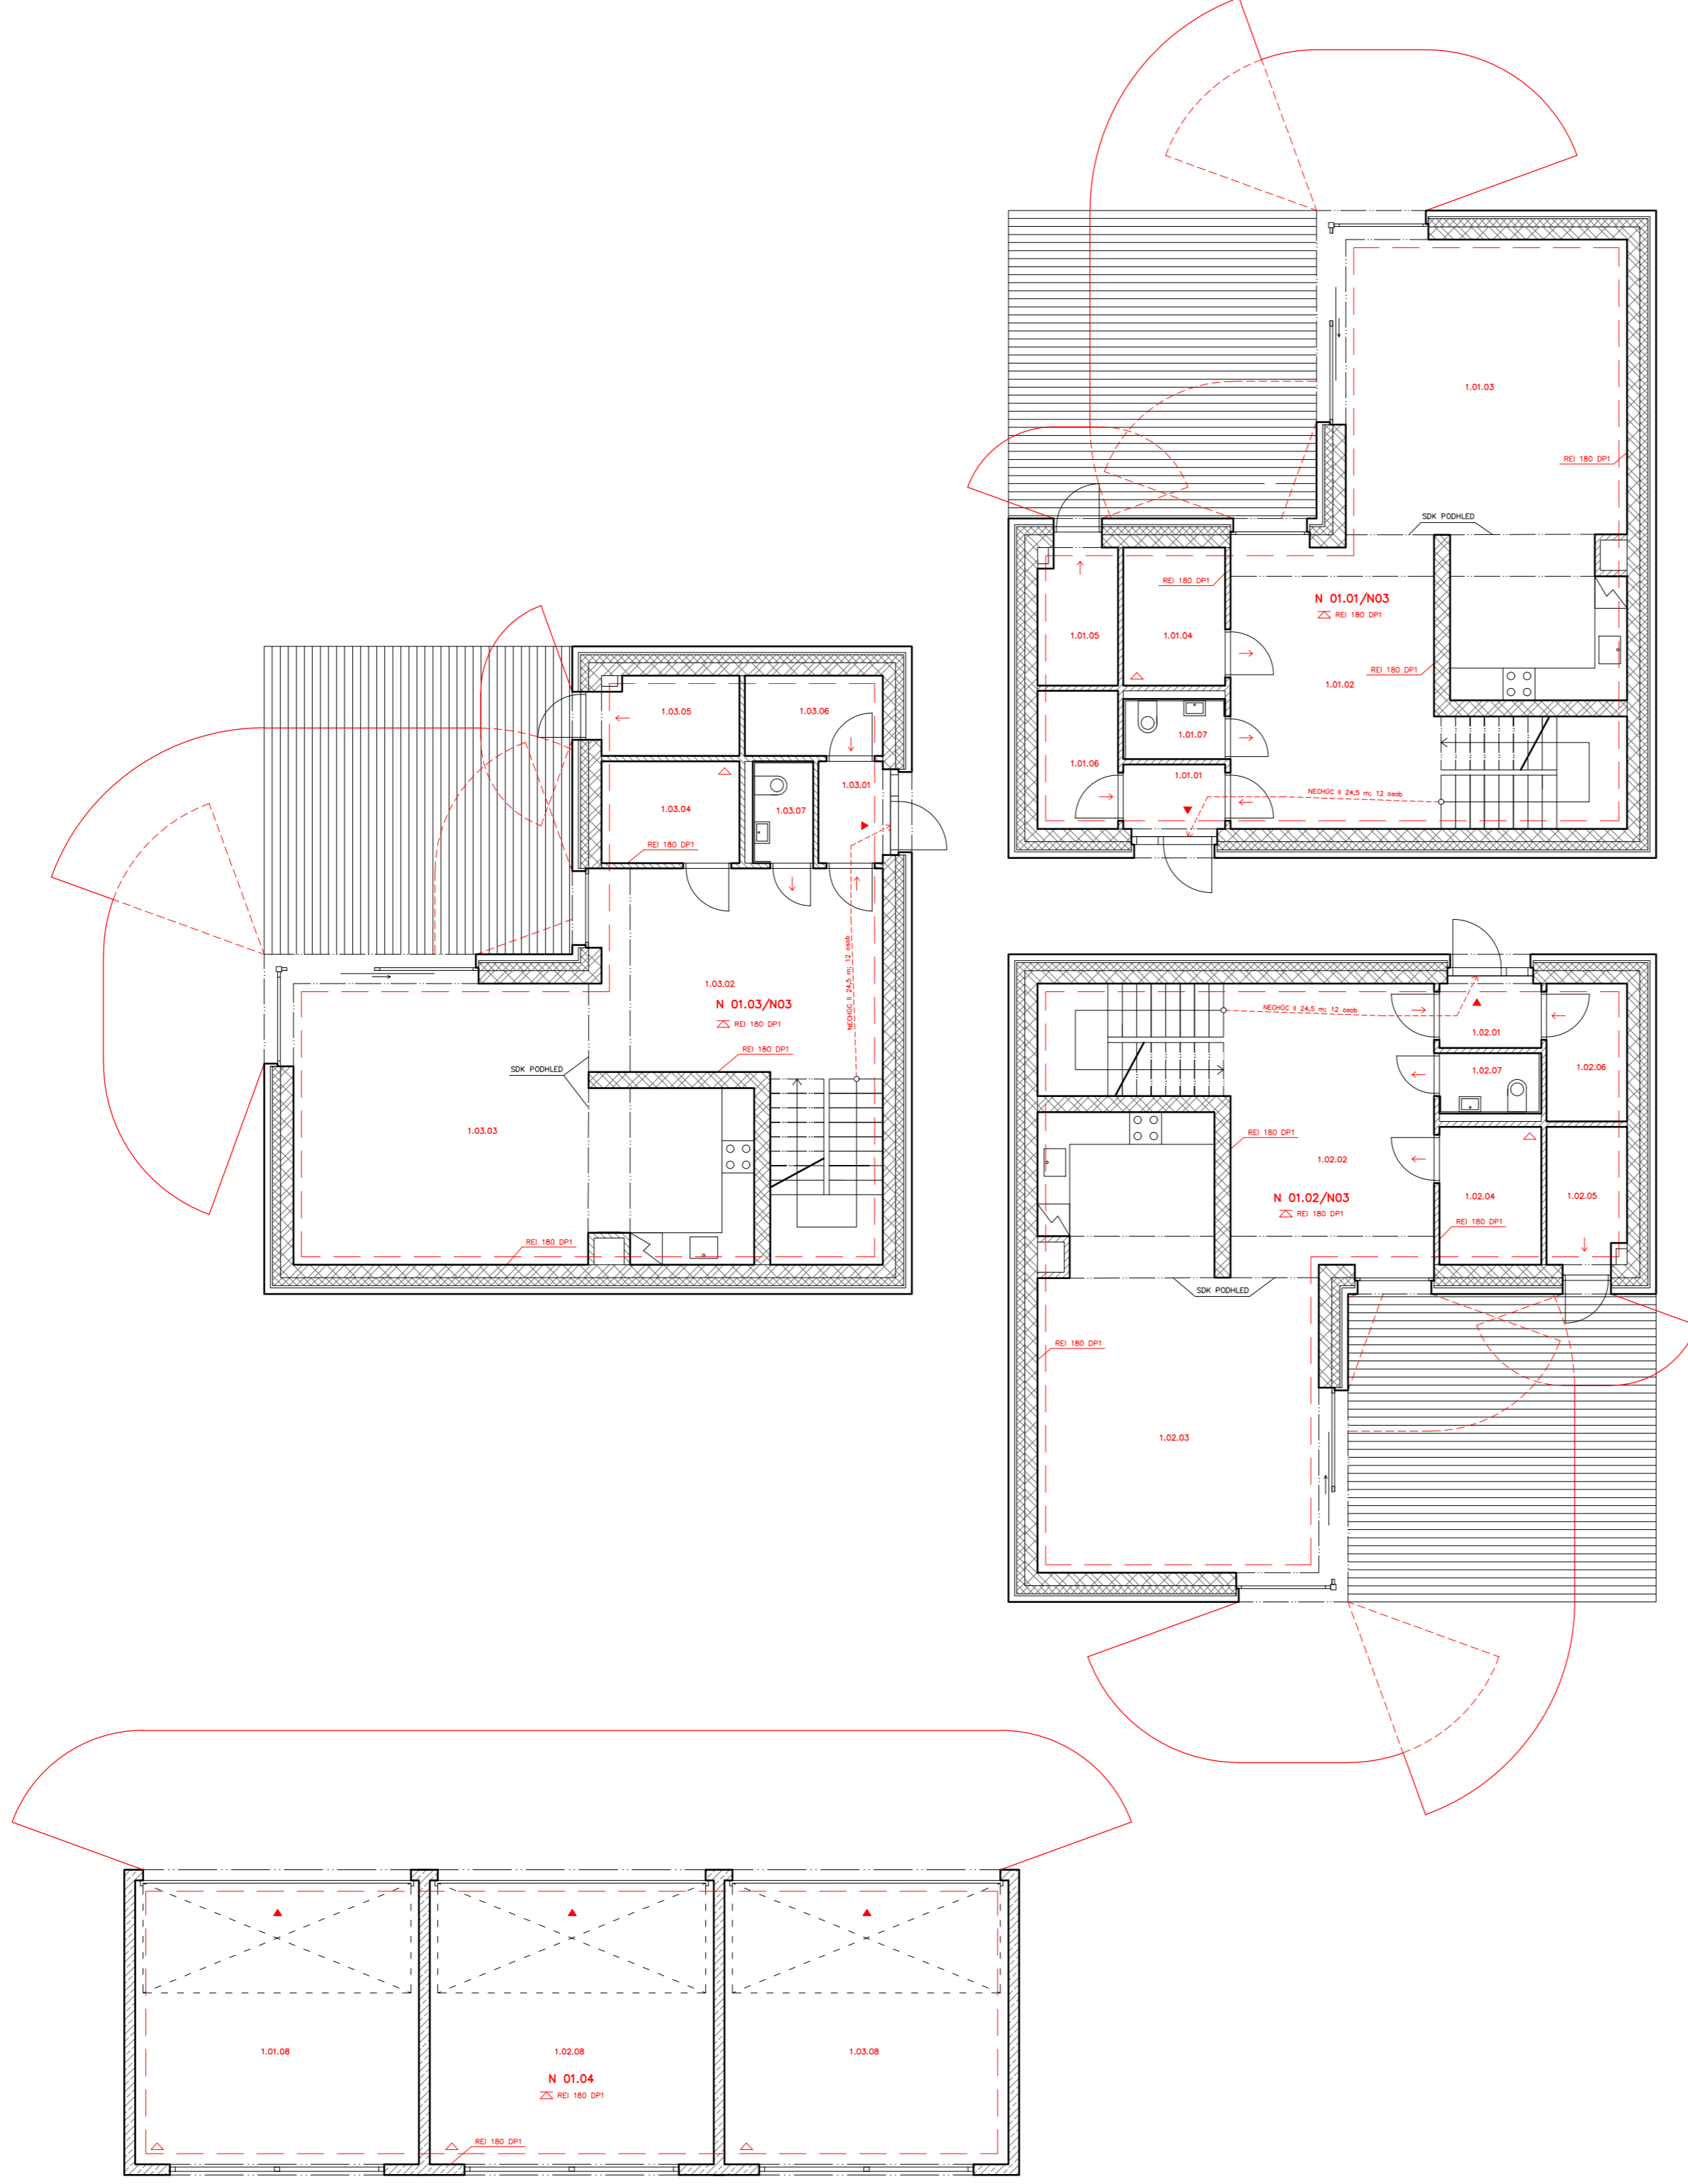 1.01.03
REI 180 DP1
SDK PODHLED
REI 180 DP1
N 01.01/N03
REI 180 DP1
1.01.05
1.01.04
REI 180 DP1
1.01.02
1.01.07
1.01.06
1.01.01
NECHÚC II 24,5 m; 12 osob
1.03.05
1.03.06
1.03.01
1.03.04
1.03.07
REI 180 DP1
NECHÚC II 24,5 m; 12 osob
1.03.02
N 01.03/N03
REI 180 DP1
REI 180 DP1
SDK PODHLED
1.03.03
REI 180 DP1
NECHÚC II 24,5 m; 12 osob
1.02.01
1.02.07
1.02.06
REI 180 DP1
1.02.02
N 01.02/N03
REI 180 DP1
1.02.04
1.02.05
REI 180 DP1
SDK PODHLED
REI 180 DP1
1.02.03
1.01.08
1.02.08
1.03.08
N 01.04
REI 180 DP1
REI 180 DP1